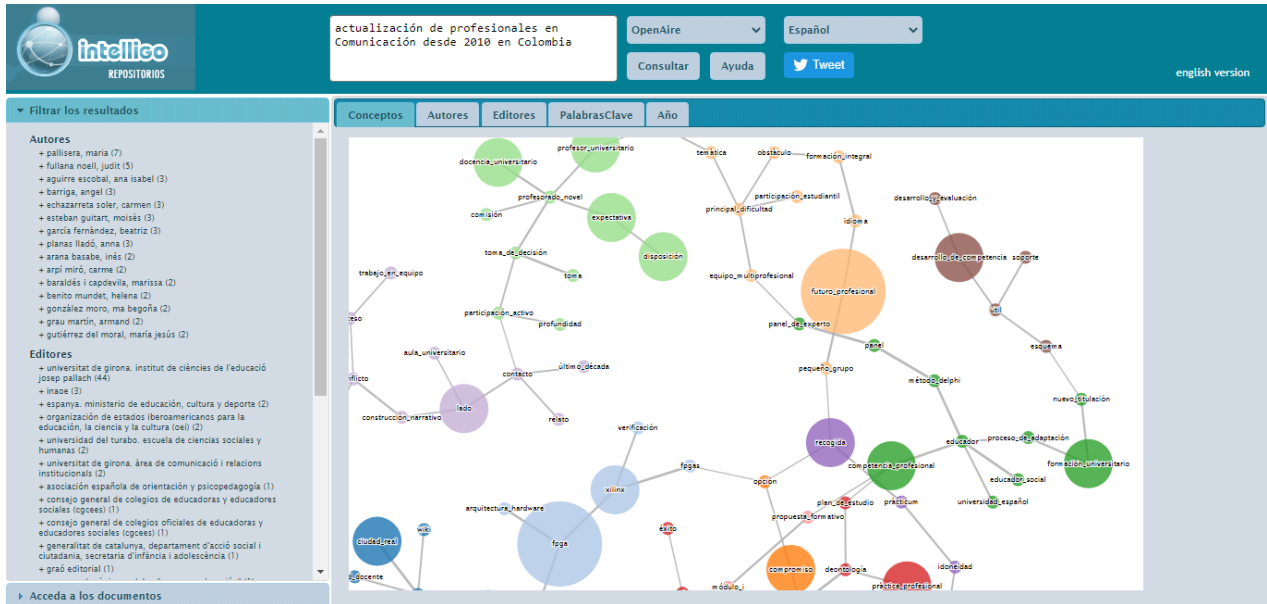 actualización de profesionales en
Comunicación desde 2010 en Colombia
OpenAire
Español
intelligo
REPOSITORIOS
Consultar
Ayuda
Tweet
english version
Filtrar los resultados
Autores
+ pallisera, maria (7)
+ fullana noell, judit (5)
+ aguirre escobal, ana isabel (3)
+ barriga, angel (3)
+ echazarreta soler, carmen (3)
+ esteban guitart, moisès (3)
+ garcía fernández, beatriz (3)
+ planas lladó, anna (3)
+ arana basabe, inés (2)
+ arpí miró, carme (2)
+ baraldés i capdevila, marissa (2)
+ benito mundet, helena (2)
+ gonzàlez moro, ma begoña (2)
+ grau martín, armand (2)
+ gutiérrez del moral, maría jesús (2)
Editores
+ universitat de girona. institut de ciències de l'educació
josep pallach (44)
+ inaoe (3)
+ espanya. ministerio de educación, cultura y deporte (2)
+ organización de estados iberoamericanos para la
educación, la ciencia y la cultura (oei) (2)
+ universidad del turabo. escuela de ciencias sociales y
humanas (2)
+ universitat de girona. àrea de comunicació i relacions
institucionals (2)
+ asociación española de orientación y psicopedagogía (1)
+ consejo general de colegios de educadoras y educadores
sociales (cgcees) (1)
+ consejo general de colegios oficiales de educadoras y
educadores sociales (cgcees) (1)
+ generalitat de catalunya, departament d'acció social i
ciutadania, secretaria d'infància i adolescència (1)
+ graó editorial (1)
Acceda a los documentos
Conceptos
Autores
Editores
PalabrasClave
Año
profesor_universitario
docencia_universitario
temática
obstáculo
formación_integral
profesorado_novel
participación_estudiantil
desarrollo_y_evaluación
comisión
expectativa
principal_dificultad
idioma
toma_de_decisión
disposición
desarrollo_de_competencia
soporte
trabajo_en_equipo
toma
equipo_multiprofesional
futuro_profesional
participación_activo
profundidad
panel_de_experto
útil
aula_universitario
panel
esquema
contacto
último_década
pequeño_grupo
método_delphi
construcción_narrativo
lado
relato
nuevo_titulación
verificación
recogida
educador
proceso_de_adaptación
fpgas
competencia_profesional
formación_universitario
xilinx
opción
educador_social
arquitectura_hardware
plan_de_estudio
pràcticum
universidad_español
propuesta_formativo
ciudad_real
wiki
fpga
éxito
compromiso
deontología
idoneidad
módulo_i
práctica_profesional